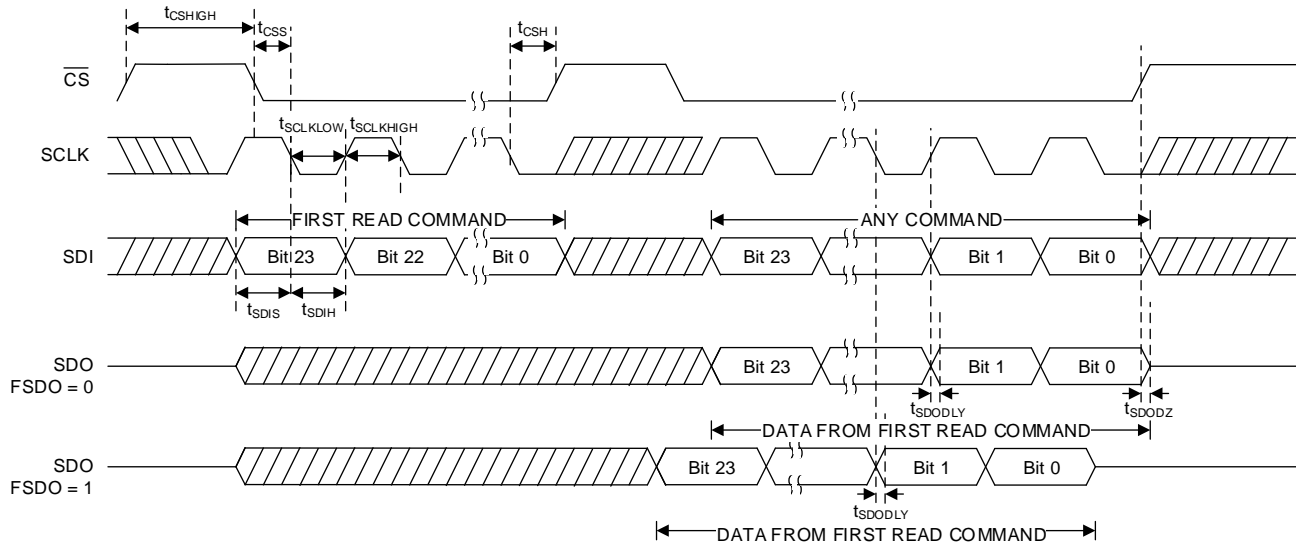 tCSHIGH
tCSS
tCSH
CS
tSCLKLOW tSCLKHIGH
SCLK
FIRST READ COMMAND ANY COMMAND
SDI Bit 23 Bit 22 Bit 0 Bit 23 Bit 1 Bit 0
tSDIS tSDIH
SDO Bit 23 Bit 1 Bit 0
FSDO = 0
tSDODLY tSDODZ
DATA FROM FIRST READ COMMAND
SDO Bit 23 Bit 1 Bit 0
FSDO = 1
tSDODLY
DATA FROM FIRST READ COMMAND